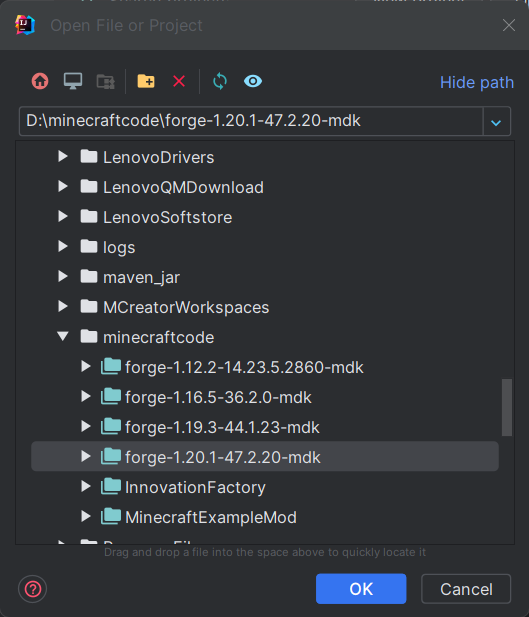 Open File or Project
Hide path
D:\minecraftcode\forge-1.20.1-47.2.20-mdk
LenovoDrivers
LenovoQMDownload
LenovoSoftstore
logs
maven_jar
MCreatorWorkspaces
minecraftcode
forge-1.12.2-14.23.5.2860-mdk
forge-1.16.5-36.2.0-mdk
forge-1.19.3-44.1.23-mdk
forge-1.20.1-47.2.20-mdk
InnovationFactory
MinecraftExampleMod
Drag and drop a file into the space above to quickly locate it
OK
Cancel